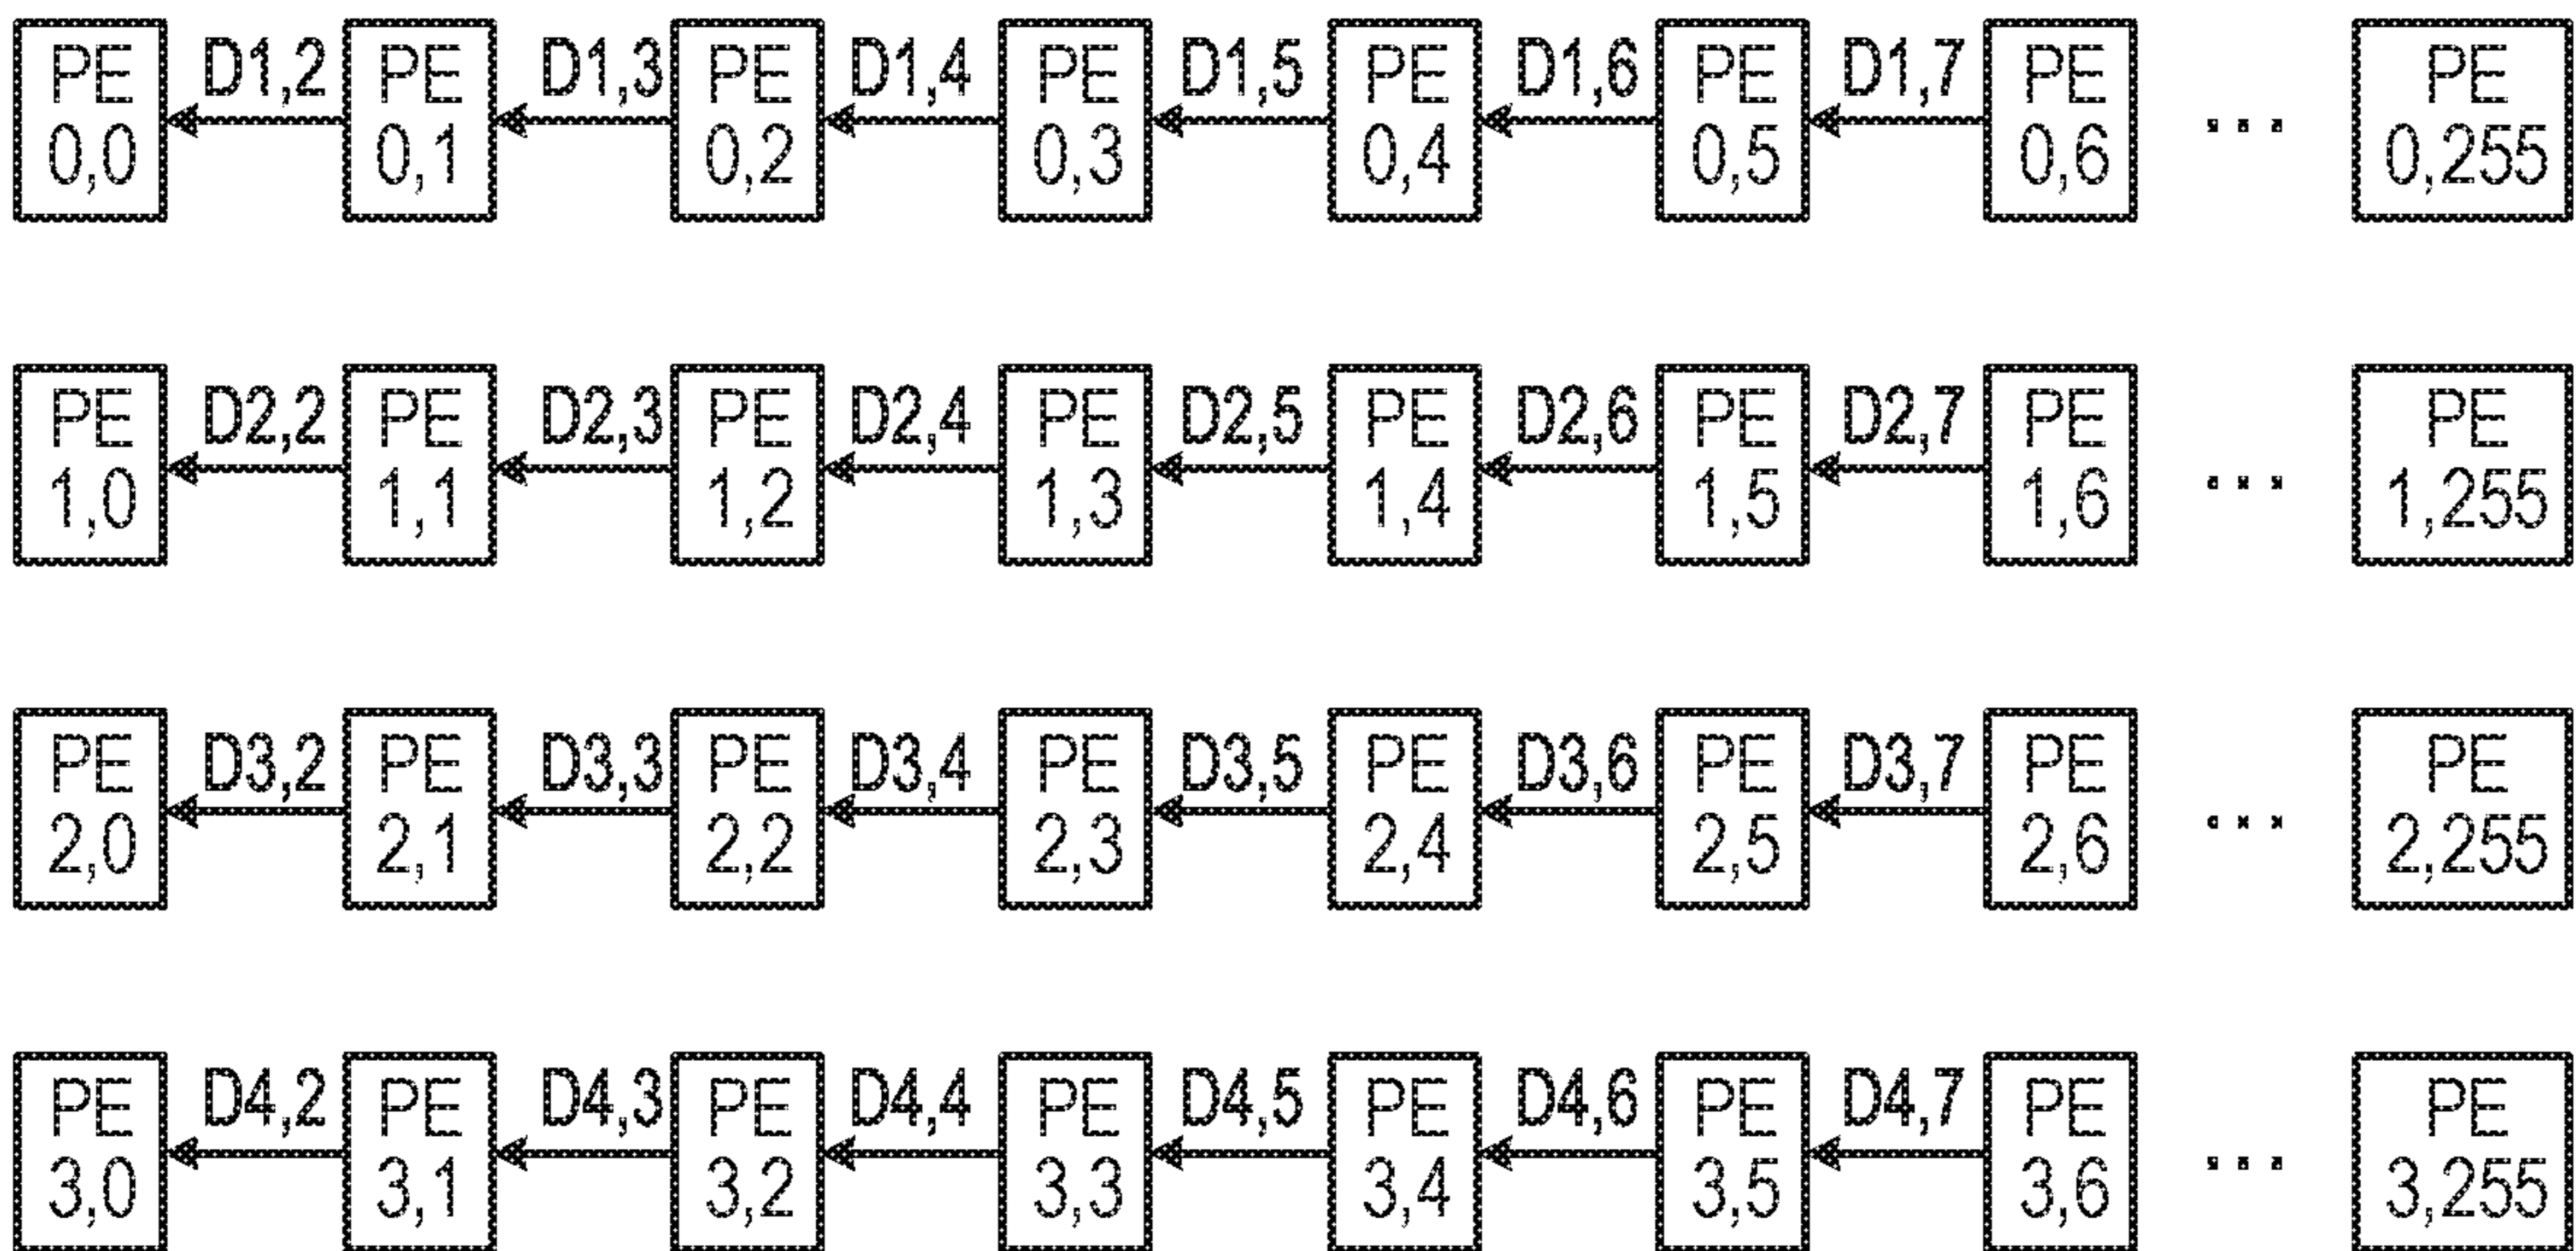 PE D1,2 PE D1,3 PE D1,4 PE D1,5 PE D1,6 PE D1,7 PE PE
0,0 0,1 0,2 0,3 0,4 0,5 0,6 ... 0,255
PE D2,2 PE D2,3 PE D2,4 PE D2,5 PE D2,6 PE D2,7 PE PE
1,0 1,1 1,2 1,3 1,4 1,5 1,6 ... 1,255
PE D3,2 PE D3,3 PE D3,4 PE D3,5 PE D3,6 PE D3,7 PE PE
2,0 2,1 2,2 2,3 2,4 2,5 2,6 ... 2,255
PE D4,2 PE D4,3 PE D4,4 PE D4,5 PE D4,6 PE D4,7 PE PE
3,0 3,1 3,2 3,3 3,4 3,5 3,6 ... 3,255